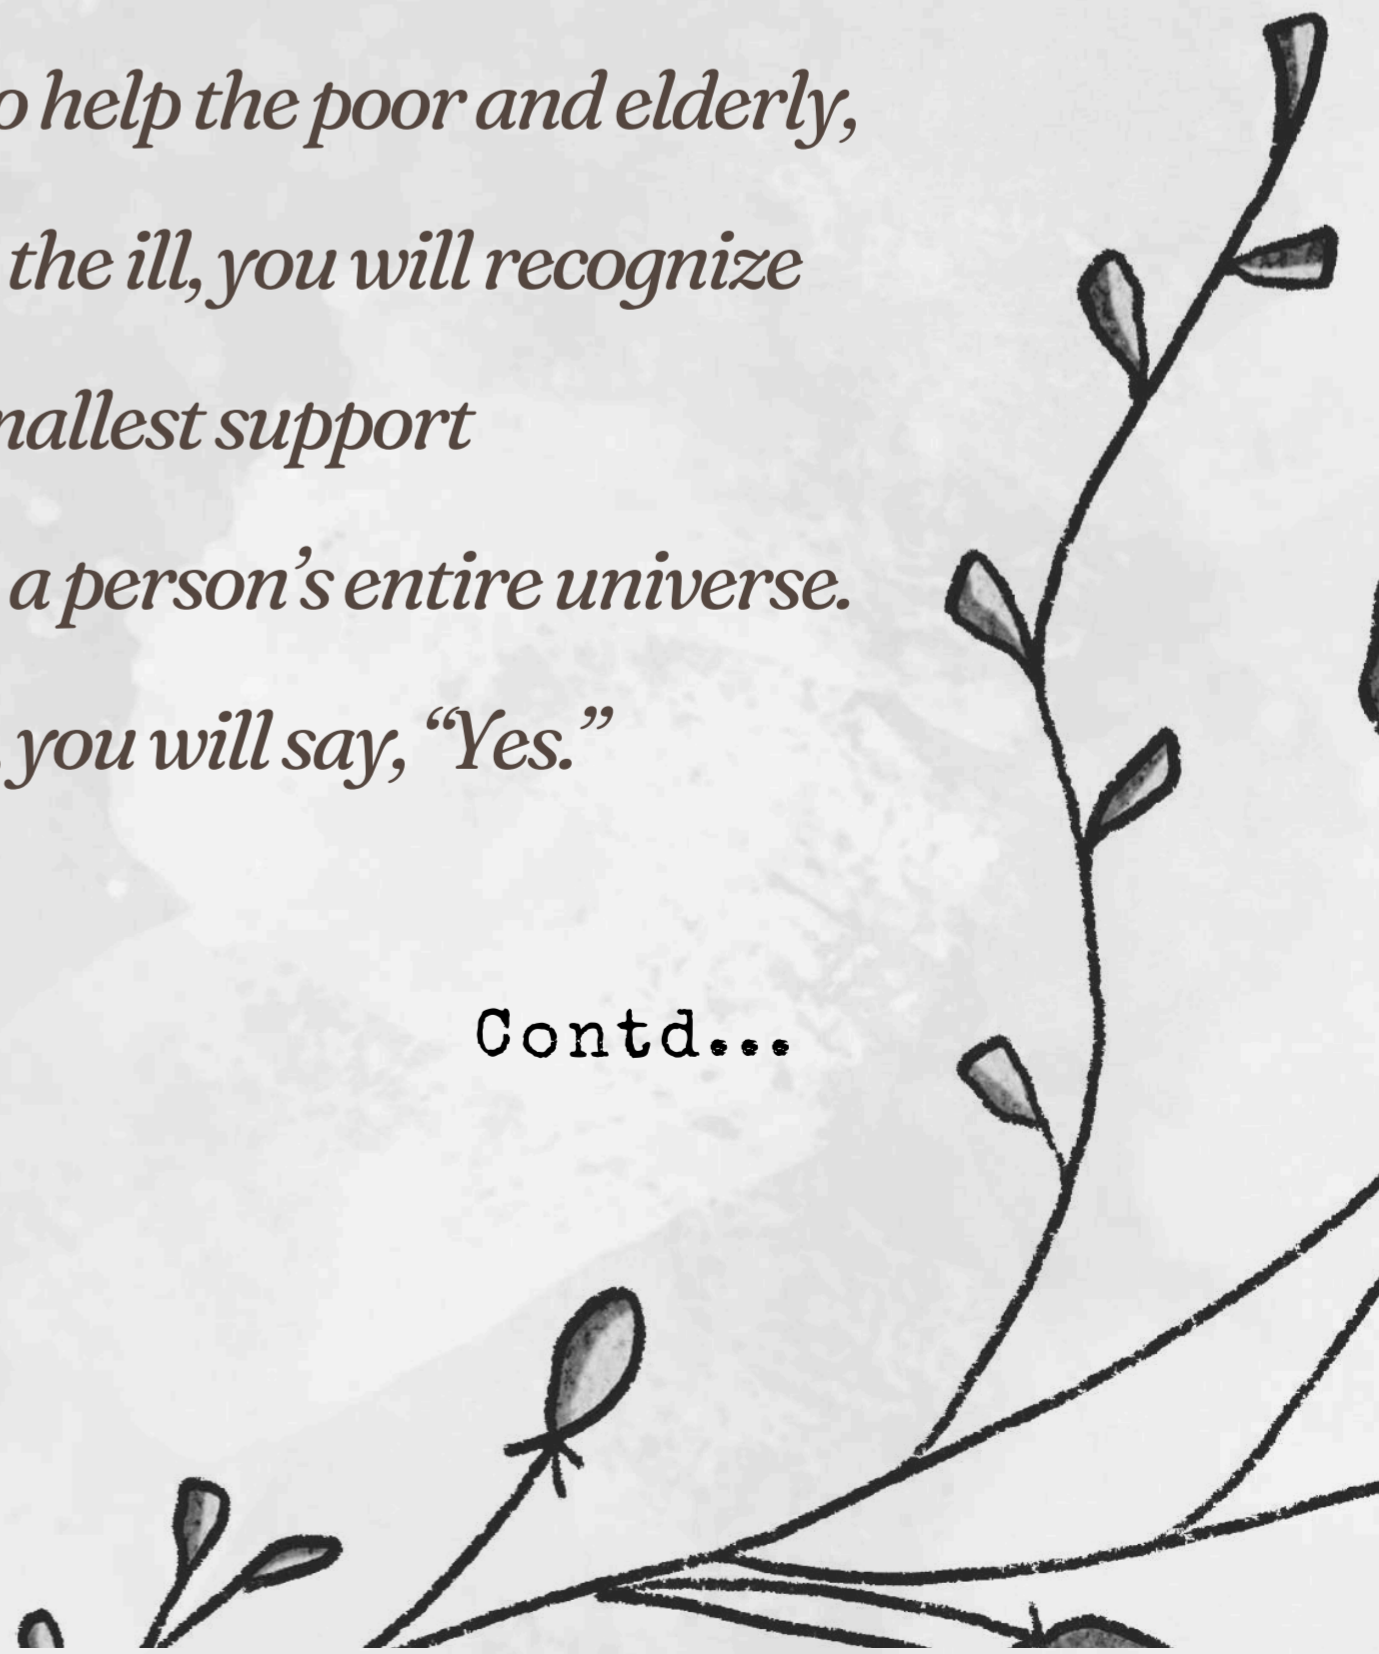 help the poor and elderly,
the ill, you will recognize
support
a person’s entire universe.
you will say, “Yes.”
Contd...